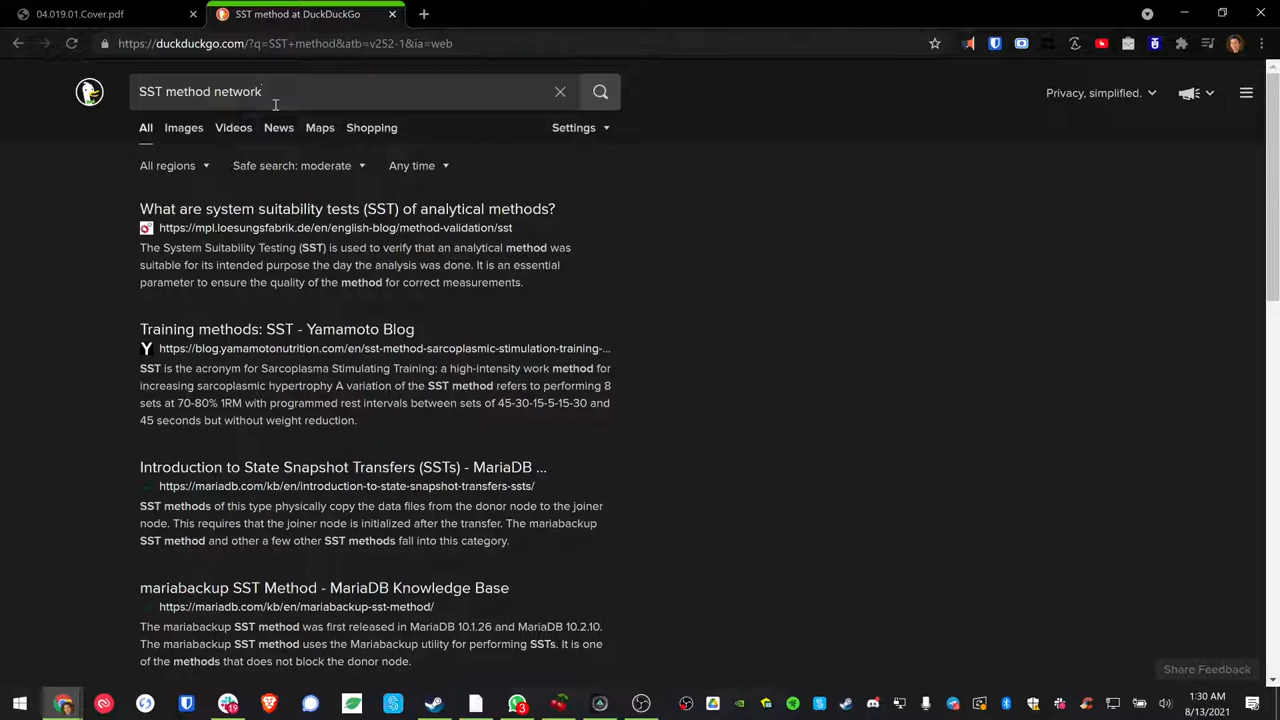 04.019.01.Cover.pdf
SST method at DuckDuckGo
https://duckduckgo.com/?q=SST+method&atb=v252-1&ia=web
SST method network
Privacy, simplified.
All Images Videos News Maps Shopping
Settings
All regions Safe search: moderate Any time
What are system suitability tests (SST) of analytical methods?
https://mpl.loesungsfabrik.de/en/english-blog/method-validation/sst
The System Suitability Testing (SST) is used to verify that an analytical method was
suitable for its intended purpose the day the analysis was done. It is an essential
parameter to ensure the quality of the method for correct measurements.
Training methods: SST - Yamamoto Blog
Y https://blog.yamamotonutrition.com/en/sst-method-sarcoplasmic-stimulation-training-...
SST is the acronym for Sarcoplasma Stimulating Training: a high-intensity work method for
increasing sarcoplasmic hypertrophy A variation of the SST method refers to performing 8
sets at 70-80% 1RM with programmed rest intervals between sets of 45-30-15-5-15-30 and
45 seconds but without weight reduction.
Introduction to State Snapshot Transfers (SSTs) - MariaDB ...
https://mariadb.com/kb/en/introduction-to-state-snapshot-transfers-ssts/
SST methods of this type physically copy the data files from the donor node to the joiner
node. This requires that the joiner node is initialized after the transfer. The mariabackup
SST method and other a few other SST methods fall into this category.
mariabackup SST Method - MariaDB Knowledge Base
https://mariadb.com/kb/en/mariabackup-sst-method/
The mariabackup SST method was first released in MariaDB 10.1.26 and MariaDB 10.2.10.
The mariabackup SST method uses the Mariabackup utility for performing SSTs. It is one
of the methods that does not block the donor node.
Share Feedback
19
3
1:30 AM
8/13/2021